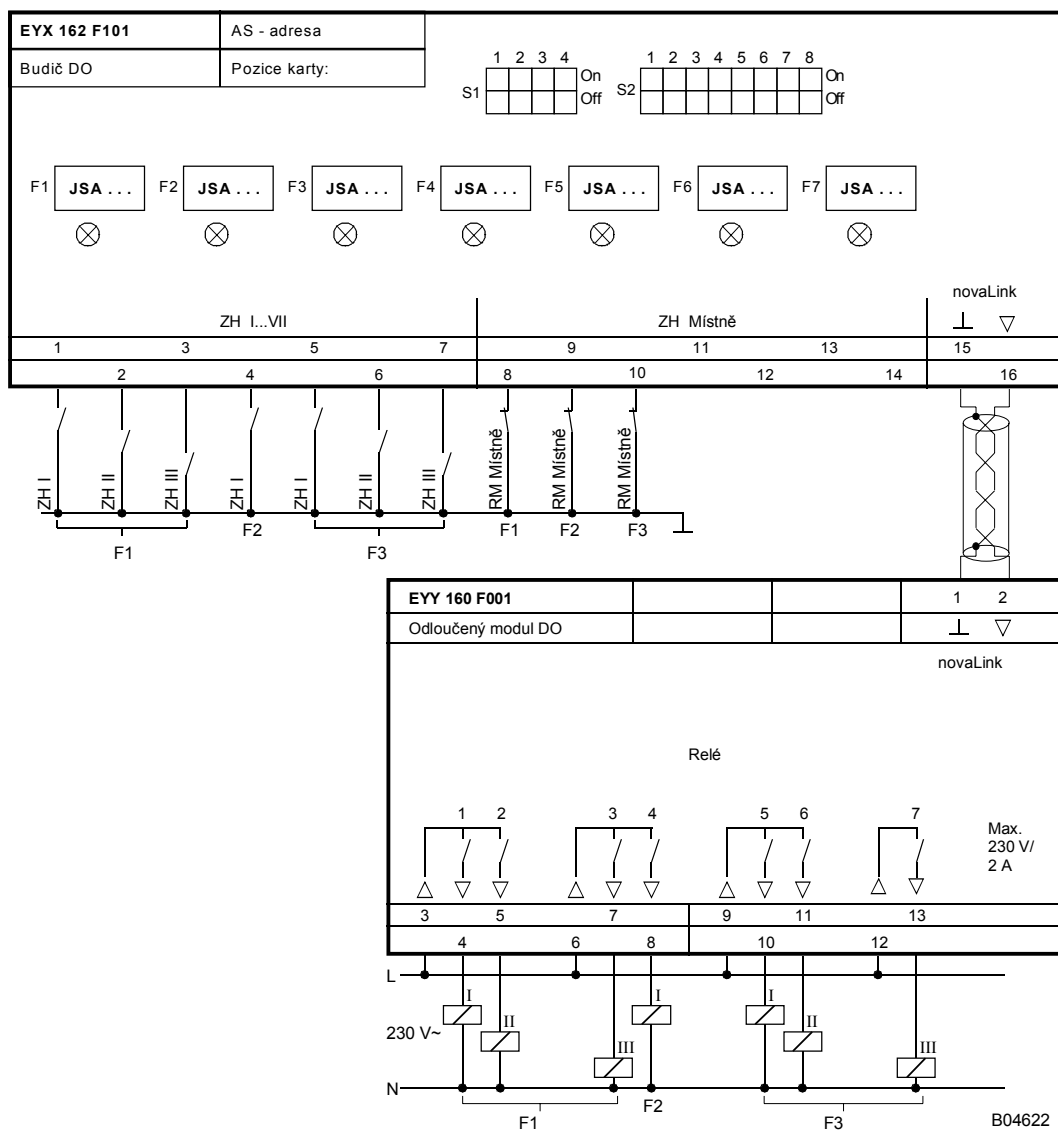 EYX 162 F101 AS - adresa
Budič DO Pozice karty:
1 2 3 4
S1 On
Off
1 2 3 4 5 6 7 8
S2 On
Off
F1 JSA . . . F2 JSA . . . F3 JSA . . . F4 JSA . . . F5 JSA . . . F6 JSA . . . F7 JSA . . .
novaLink
ZH I...VII ZH Místně
1 3 5 7 9 11 13 15
2 4 6 8 10 12 14 16
ZH I ZH II ZH III ZH I ZH I ZH II ZH III RM Místně RM Místně RM Místně
F1 F2 F3 F1 F2 F3
EYY 160 F001 1 2
Odloučený modul DO
novaLink
Relé
1 2 3 4 5 6 7
Max.
230 V/
2 A
3 5 7 9 11 13
4 6 8 10 12
L
I II III I I II III
230 V~
N
F1 F2 F3
B04622